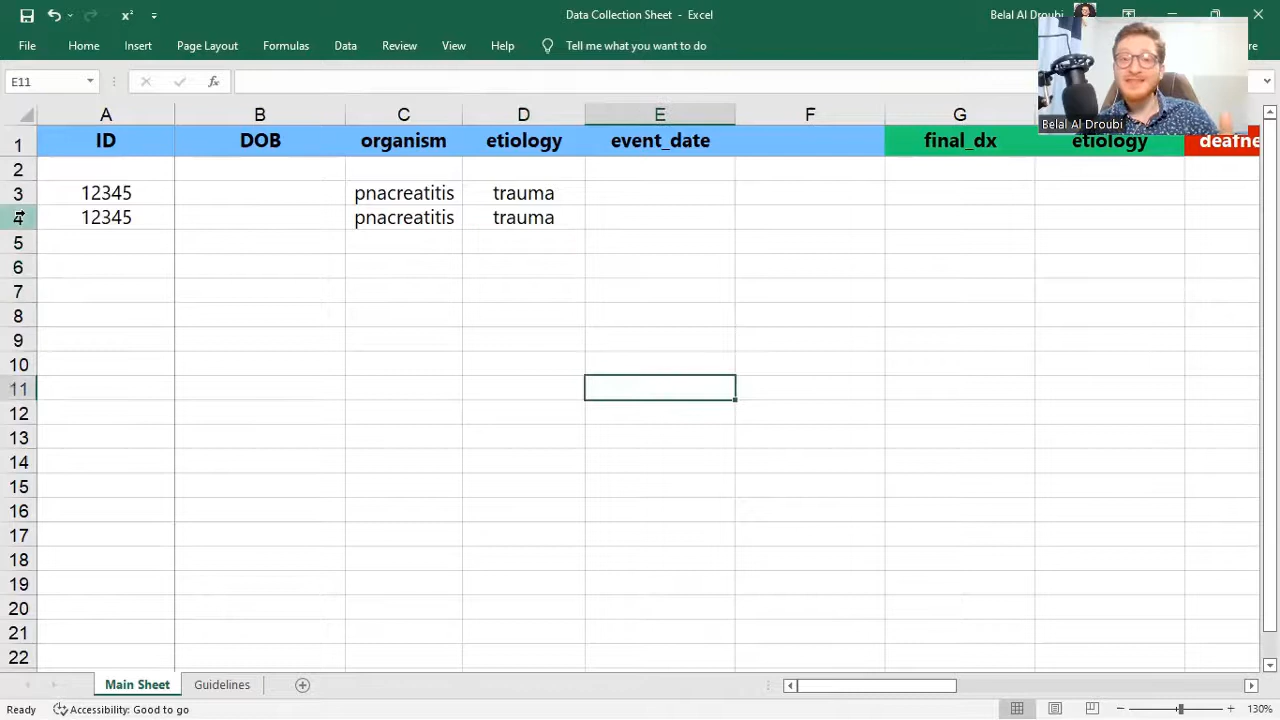 Data Collection Sheet - Excel
Belal Al Droubi
File Home Insert Page Layout Formulas Data Review View Help Tell me what you want to do
E11
fx
Belal Al Droubi
A B C D E F G H
1 ID DOB organism etiology event_date final_dx etiology deafne
2
3 12345 pnacreatitis trauma
4 12345 pnacreatitis trauma
5
6
7
8
9
10
11
12
13
14
15
16
17
18
19
20
21
22
Main Sheet Guidelines
Ready Accessibility: Good to go 130%